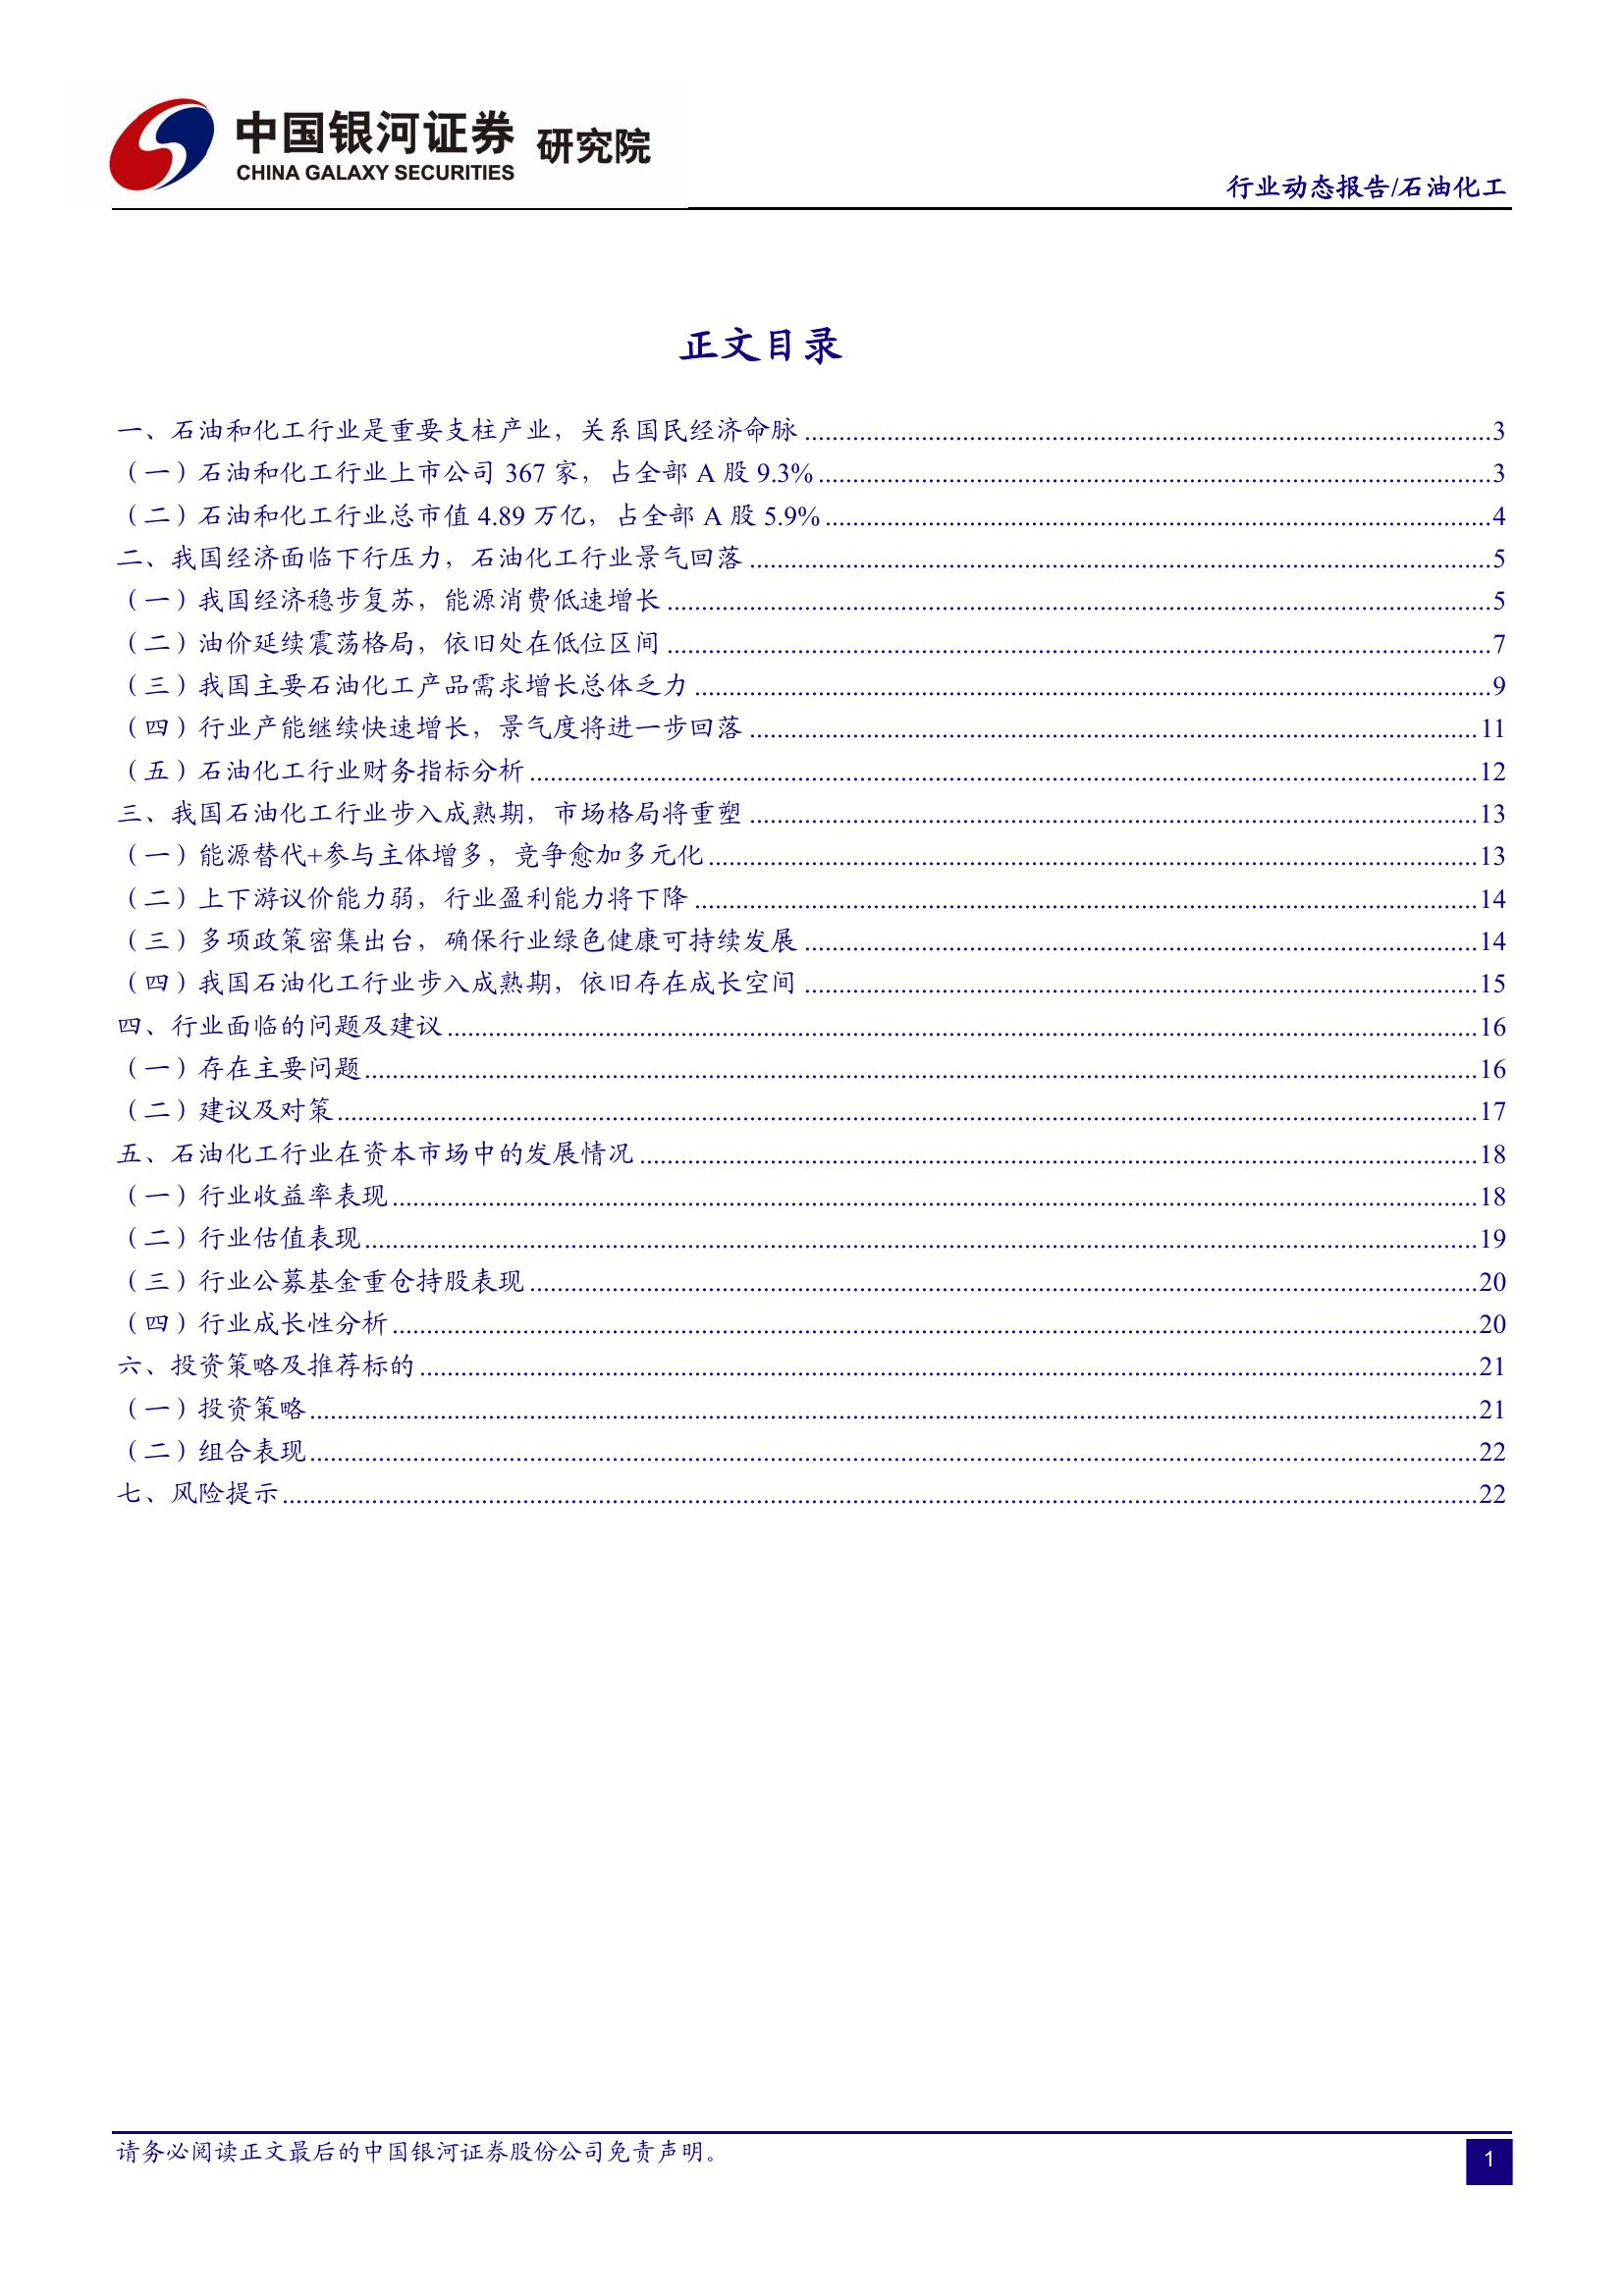 中国银河证券 研究院
CHINA GALAXY SECURITIES
行业动态报告/石油化工
正文目录
一、石油和化工行业是重要支柱产业，关系国民经济命脉 3
（一）石油和化工行业上市公司 367 家，占全部 A 股 9.3% 3
（二）石油和化工行业总市值 4.89 万亿，占全部 A 股 5.9% 4
二、我国经济面临下行压力，石油化工行业景气回落 5
（一）我国经济稳步复苏，能源消费低速增长 5
（二）油价延续震荡格局，依旧处在低位区间 7
（三）我国主要石油化工产品需求增长总体乏力 9
（四）行业产能继续快速增长，景气度将进一步回落 11
（五）石油化工行业财务指标分析 12
三、我国石油化工行业步入成熟期，市场格局将重塑 13
（一）能源替代+参与主体增多，竞争愈加多元化 13
（二）上下游议价能力弱，行业盈利能力将下降 14
（三）多项政策密集出台，确保行业绿色健康可持续发展 14
（四）我国石油化工行业步入成熟期，依旧存在成长空间 15
四、行业面临的问题及建议 16
（一）存在主要问题 16
（二）建议及对策 17
五、石油化工行业在资本市场中的发展情况 18
（一）行业收益率表现 18
（二）行业估值表现 19
（三）行业公募基金重仓持股表现 20
（四）行业成长性分析 20
六、投资策略及推荐标的 21
（一）投资策略 21
（二）组合表现 22
七、风险提示 22
请务必阅读正文最后的中国银河证券股份公司免责声明。
1